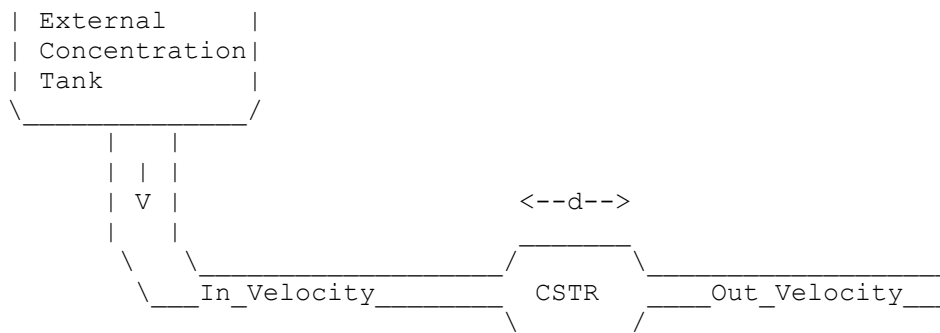 External
Concentration
Tank
V
<--d-->
In_Velocity
CSTR
Out_Velocity